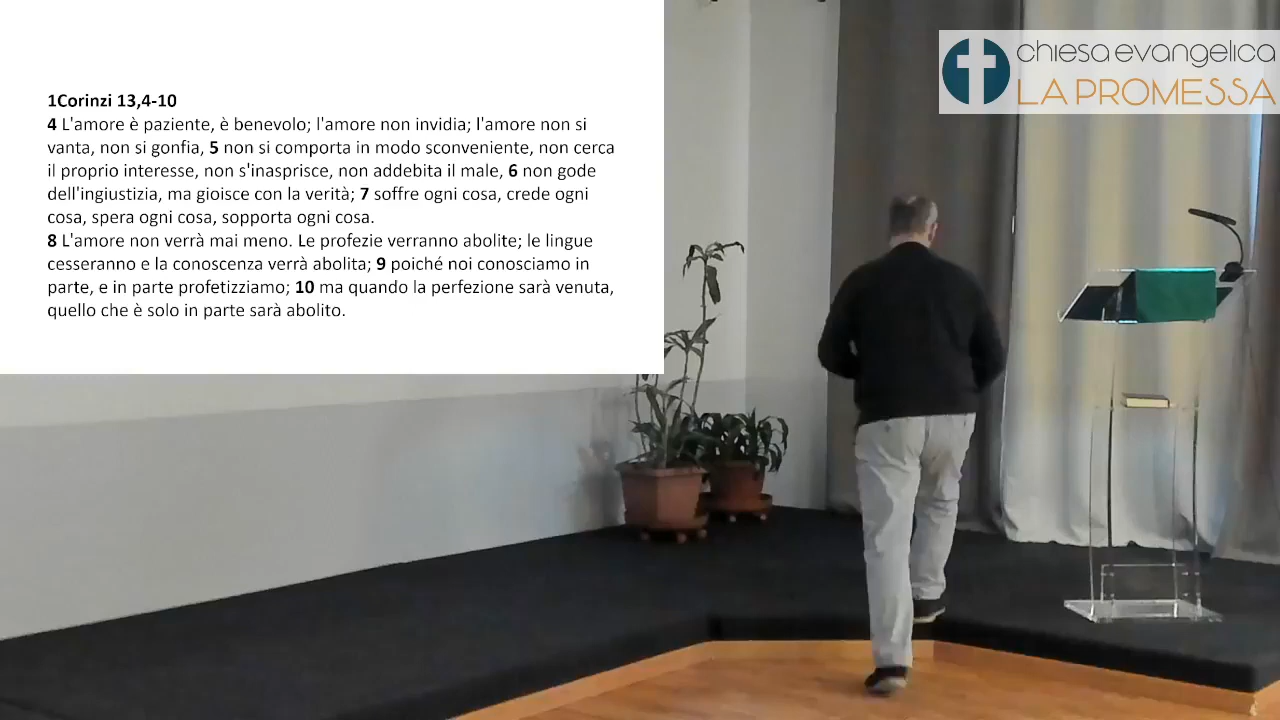 1Corinzi 13,4-10
4 L'amore è paziente, è benevolo; l'amore non invidia; l'amore non si
vanta, non si gonfia, 5 non si comporta in modo sconveniente, non cerca
il proprio interesse, non s'inasprisce, non addebita il male, 6 non gode
dell'ingiustizia, ma gioisce con la verità; 7 soffre ogni cosa, crede ogni
cosa, spera ogni cosa, sopporta ogni cosa.
8 L'amore non verrà mai meno. Le profezie verranno abolite; le lingue
cesseranno e la conoscenza verrà abolita; 9 poiché noi conosciamo in
parte, e in parte profetizziamo; 10 ma quando la perfezione sarà venuta,
quello che è solo in parte sarà abolito.
chiesa evangelica
LA PROMESSA